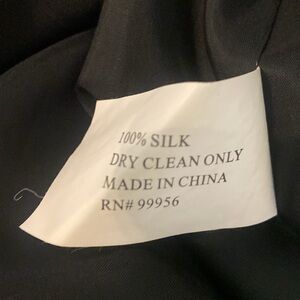 100% SILK
DRY CLEAN ONLY
MADE IN CHINA
RN# 99956